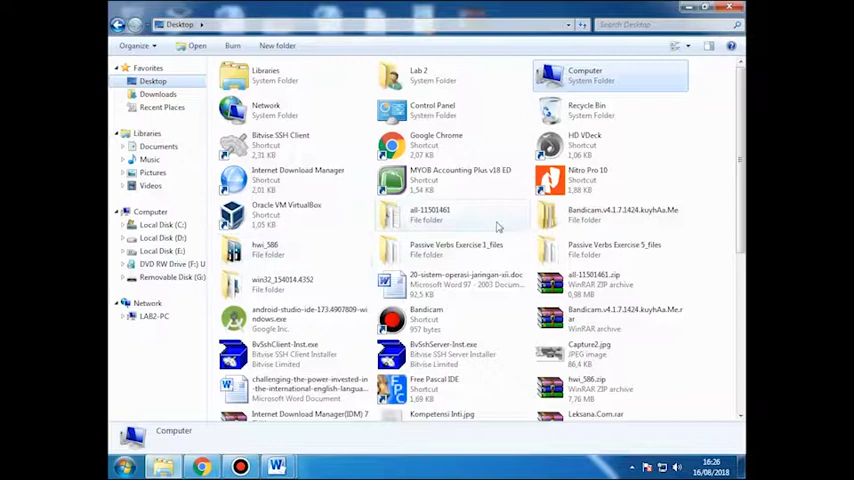 Desktop
Search Desktop
Organize
Open
Burn
New folder
Favorites
Desktop
Downloads
Recent Places
Libraries
Documents
Music
Pictures
Videos
Computer
Local Disk (C:)
Local Disk (D:)
Local Disk (E:)
DVD RW Drive (F:) U
Removable Disk (G:)
Network
LAB2-PC
Libraries
System Folder
Lab 2
System Folder
Computer
System Folder
Network
System Folder
Control Panel
System Folder
Recycle Bin
System Folder
Bitvise SSH Client
Shortcut
2,31 KB
Google Chrome
Shortcut
2,07 KB
HD VDeck
Shortcut
1,06 KB
Internet Download Manager
Shortcut
2,01 KB
MYOB Accounting Plus v18 ED
Shortcut
1,54 KB
Nitro Pro 10
Shortcut
1,88 KB
Oracle VM VirtualBox
Shortcut
1,05 KB
all-11501461
File folder
Bandicam.v4.1.7.1424.kuyhAa.Me
File folder
hwi_586
File folder
Passive Verbs Exercise 1_files
File folder
Passive Verbs Exercise 5_files
File folder
win32_154014.4352
File folder
20-sistem-operasi-jaringan-xii.doc
Microsoft Word 97 - 2003 Docum...
92,5 KB
all-11501461.zip
WinRAR ZIP archive
0,98 MB
android-studio-ide-173.4907809-wi
ndows.exe
Google Inc.
Bandicam
Shortcut
957 bytes
Bandicam.v4.1.7.1424.kuyhAa.Me.r
ar
WinRAR archive
BvSshClient-Inst.exe
Bitvise SSH Client Installer
BvSshServer-Inst.exe
Bitvise SSH Server Installer
Capture2.jpg
JPEG image
86,4 KB
challenging-the-power-invested-in
-the-international-english-langua...
Microsoft Word Document
Free Pascal IDE
Shortcut
1,69 KB
hwi_586.zip
WinRAR ZIP archive
7,76 MB
Internet Download Manager(IDM) 7
Kompetensi Inti.jpg
Leksana.Com.rar
Computer
16:26
16/08/2018